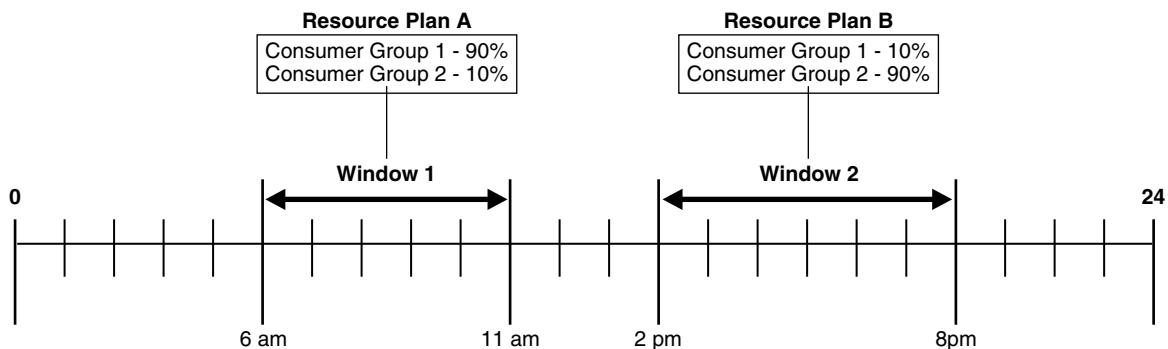 Resource Plan A
Consumer Group 1 - 90%
Consumer Group 2 - 10%
Resource Plan B
Consumer Group 1 - 10%
Consumer Group 2 - 90%
Window 1
Window 2
0
24
6 am
11 am
2 pm
8pm